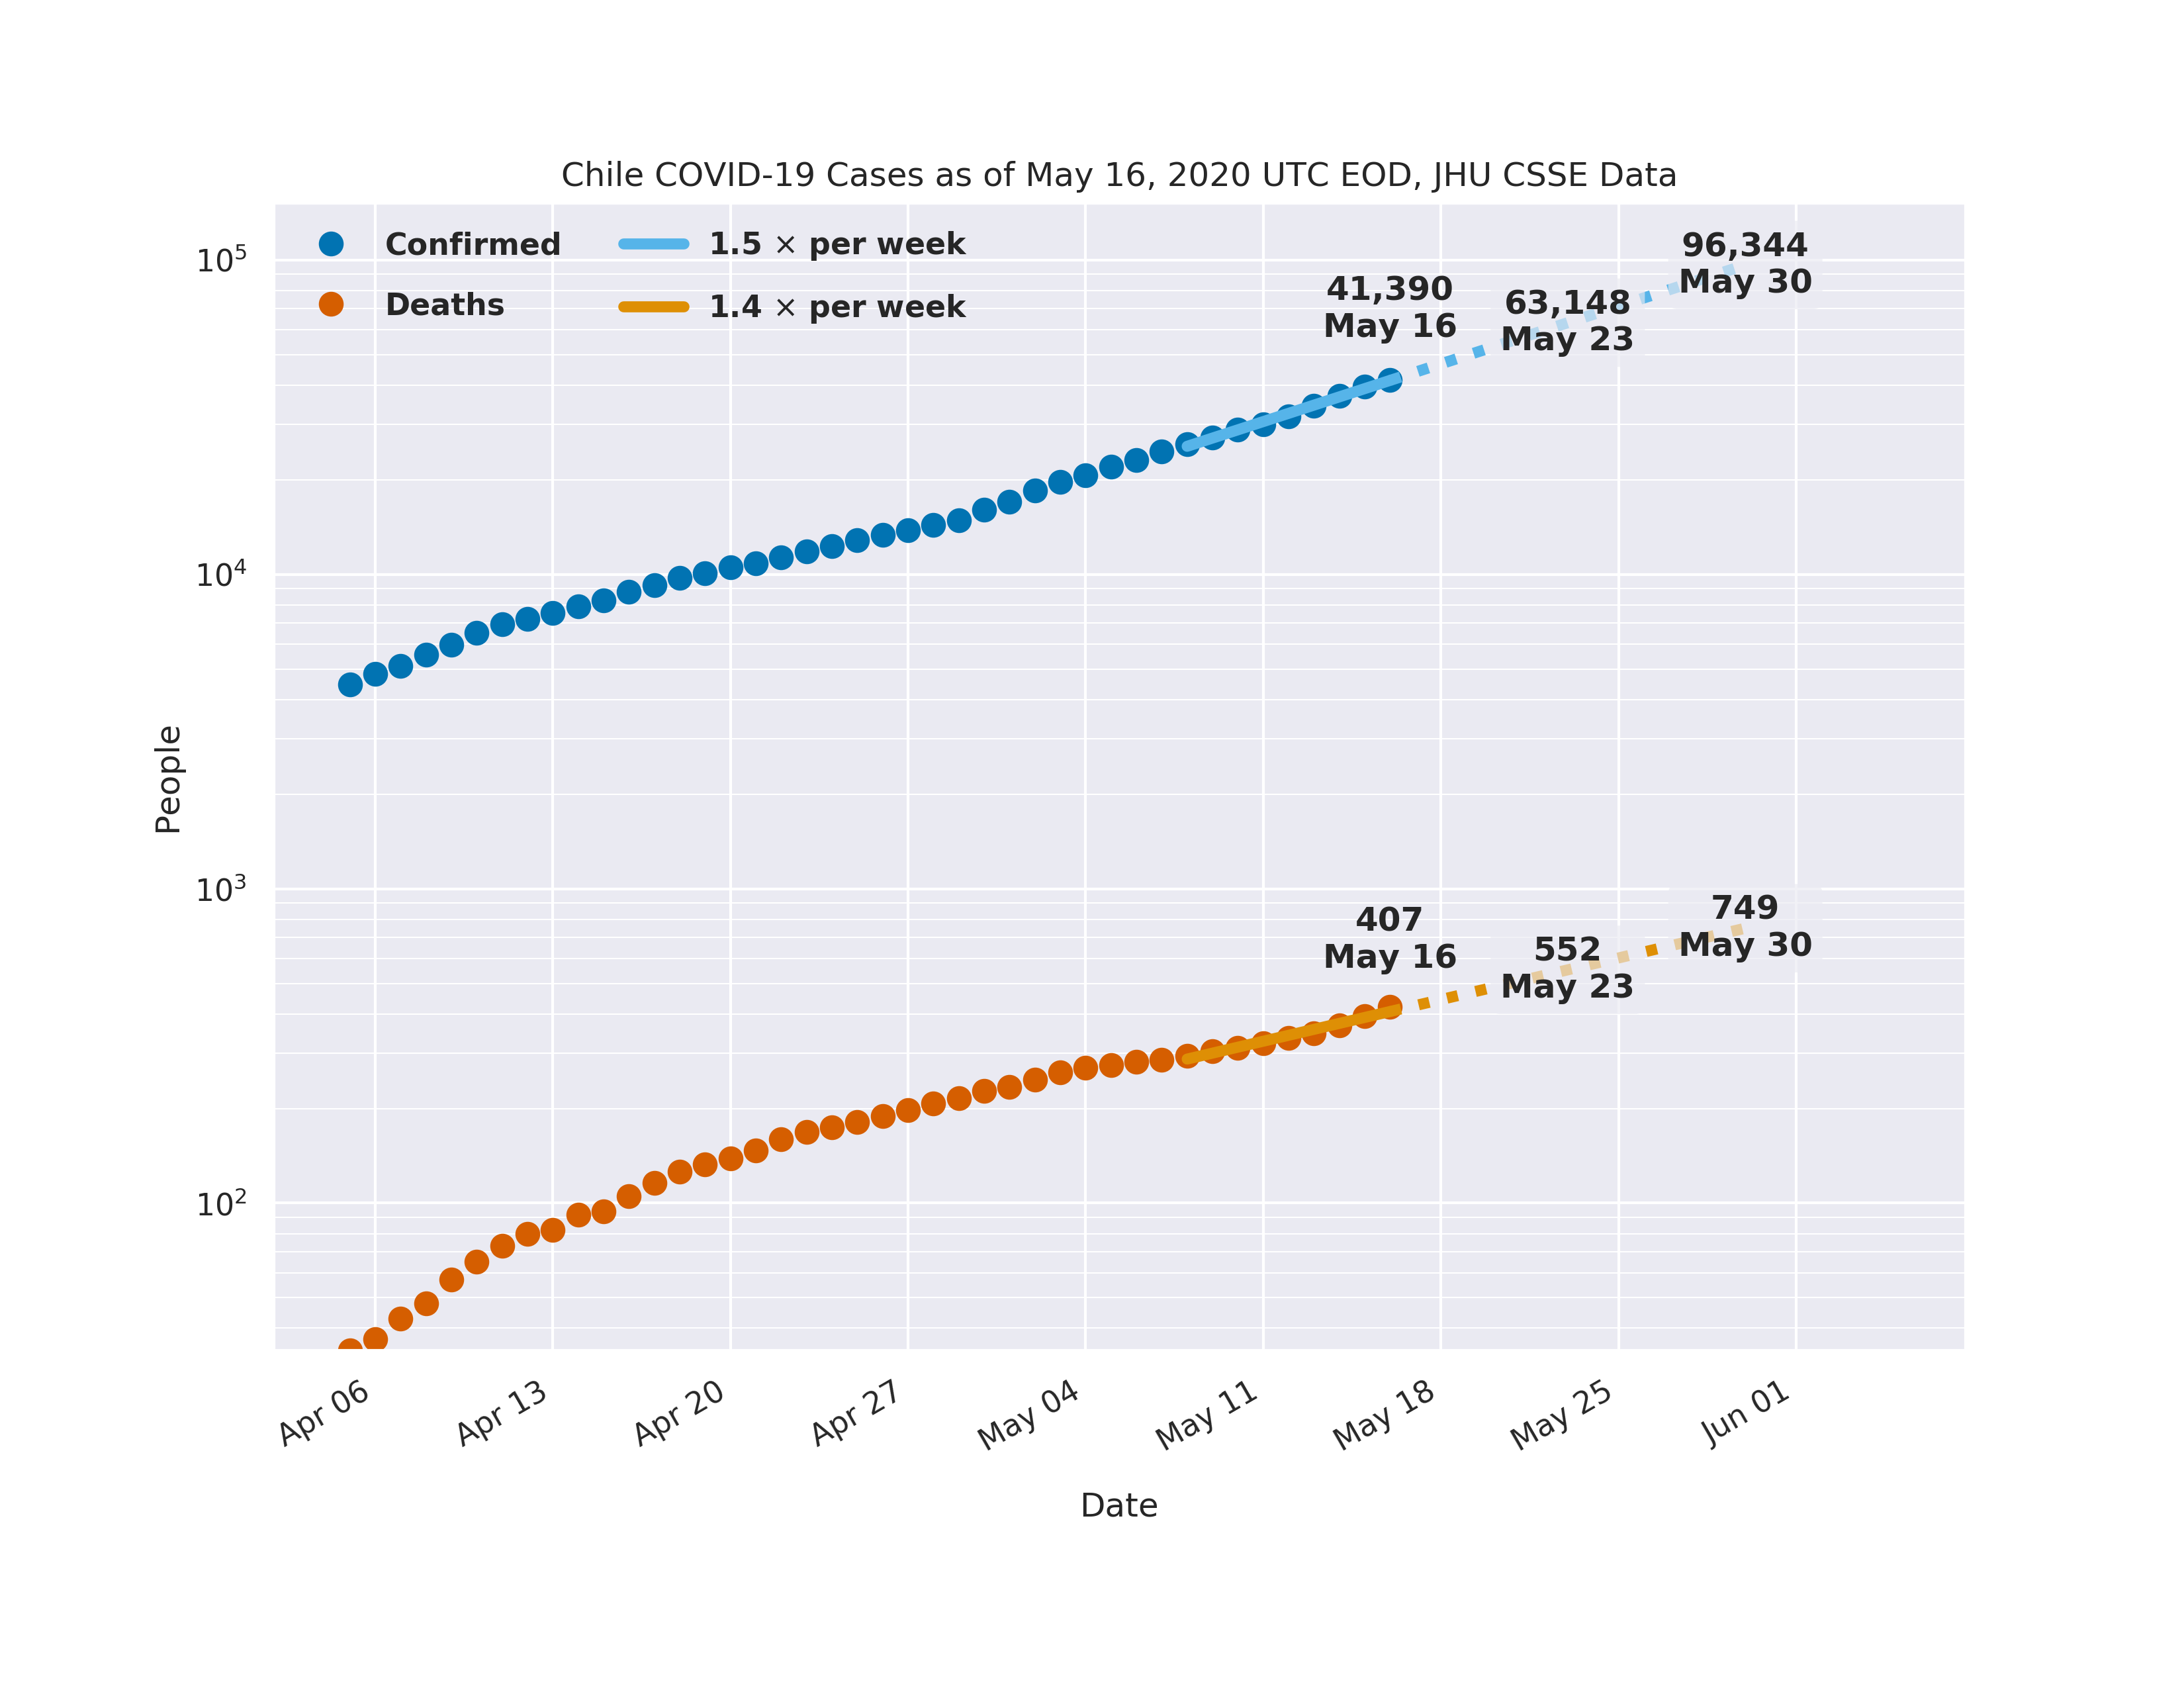 Chile COVID-19 Cases as of May 16, 2020 UTC EOD, JHU CSSE Data
Confirmed
Deaths
1.5 × per week
1.4 × per week
96,344
May 30
41,390
May 16
63,148
May 23
749
May 30
407
May 16
552
May 23
People
10⁵
10⁴
10³
10²
Apr 06
Apr 13
Apr 20
Apr 27
May 04
May 11
May 18
May 25
Jun 01
Date